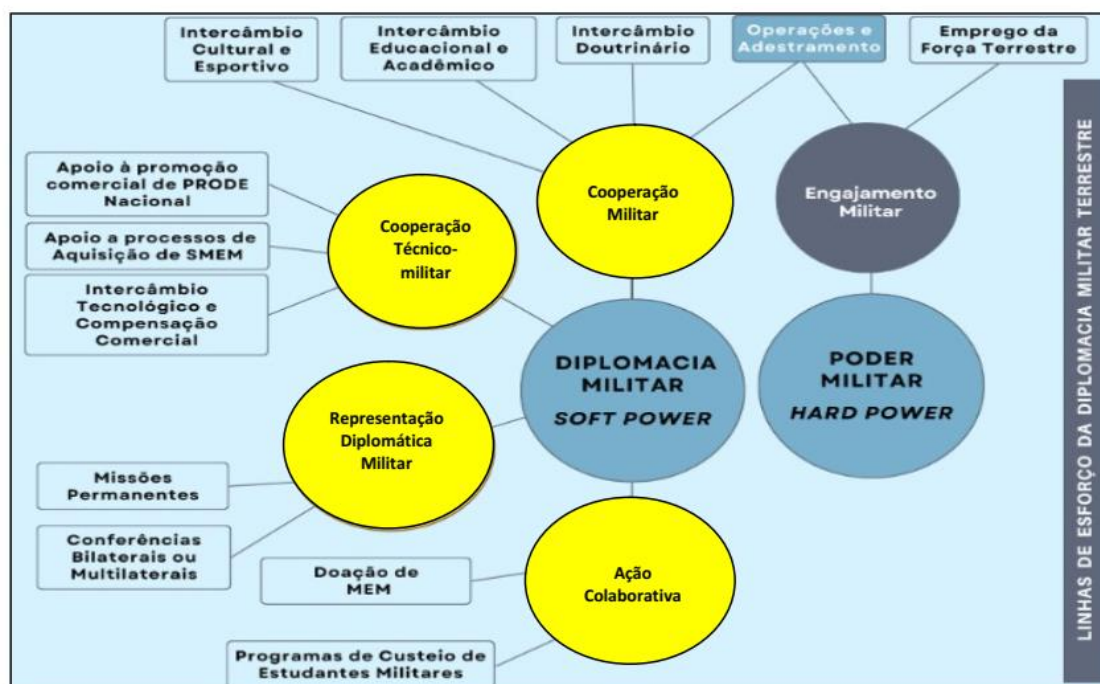 Intercâmbio
Cultural e
Esportivo
Intercâmbio
Educacional e
Acadêmico
Intercâmbio
Doutrinário
Operações e
Adestramento
Emprego da
Força Terrestre
Apoio à promoção
comercial de PRODE
Nacional
Apoio a processos de
Aquisição de SMEM
Intercâmbio
Tecnológico e
Compensação
Comercial
Cooperação
Técnico-
militar
Cooperação
Militar
Engajamento
Militar
DIPLOMACIA
MILITAR
SOFT POWER
PODER
MILITAR
HARD POWER
Representação
Diplomática
Militar
Missões
Permanentes
Conferências
Bilaterais ou
Multilaterais
Doação de
MEM
Ação
Colaborativa
Programas de Custeio de
Estudantes Militares
LINHAS DE ESFORÇO DA DIPLOMACIA MILITAR TERRESTRE